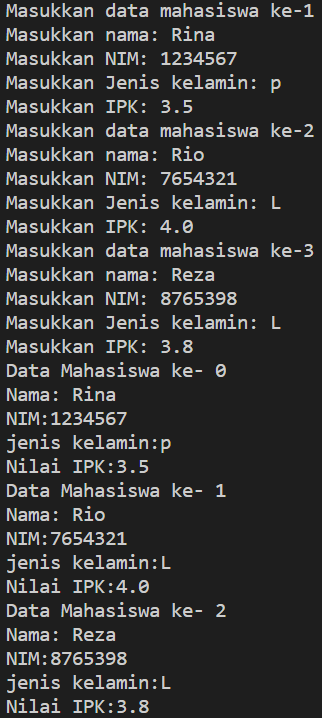 Masukkan data mahasiswa ke-1
Masukkan nama: Rina
Masukkan NIM: 1234567
Masukkan Jenis kelamin: p
Masukkan IPK: 3.5
Masukkan data mahasiswa ke-2
Masukkan nama: Rio
Masukkan NIM: 7654321
Masukkan Jenis kelamin: L
Masukkan IPK: 4.0
Masukkan data mahasiswa ke-3
Masukkan nama: Reza
Masukkan NIM: 8765398
Masukkan Jenis kelamin: L
Masukkan IPK: 3.8
Data Mahasiswa ke- 0
Nama: Rina
NIM:1234567
jenis kelamin:p
Nilai IPK:3.5
Data Mahasiswa ke- 1
Nama: Rio
NIM:7654321
jenis kelamin:L
Nilai IPK:4.0
Data Mahasiswa ke- 2
Nama: Reza
NIM:8765398
jenis kelamin:L
Nilai IPK:3.8